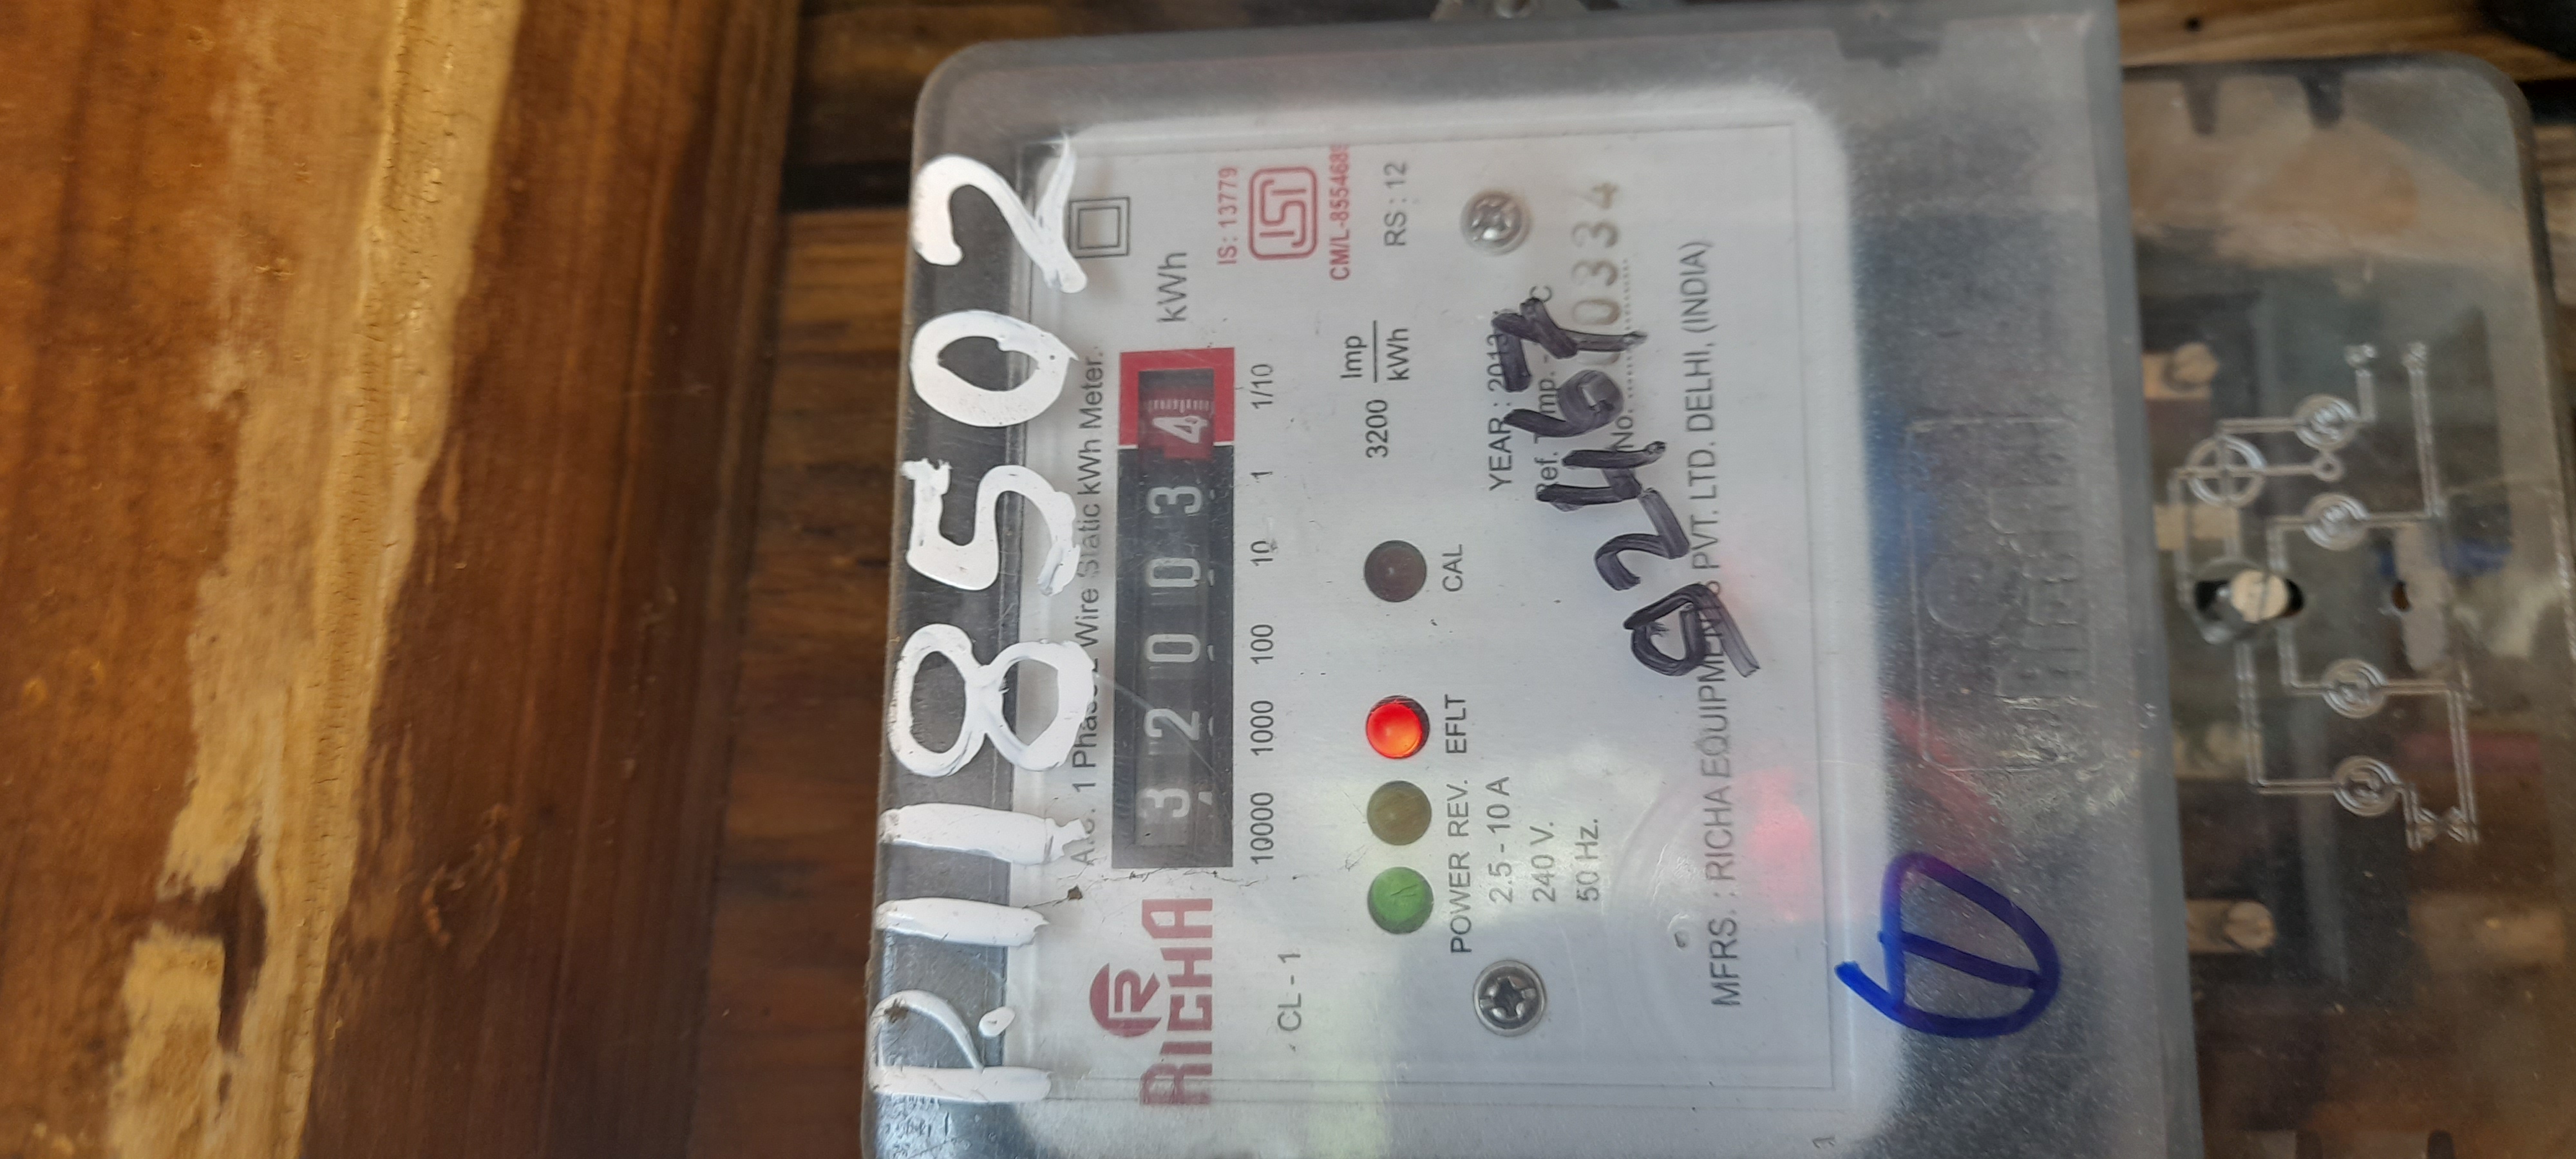 P.118502
A.C. 1 Phase 2 Wire Static kWh Meter.
R
RICHA
3 2 0 0 3 4
kWh
10000 1000 100 10 1 1/10
CL - 1
IS : 13779
ISI
CM/L-855468
RS : 12
3200 Imp
kWh
POWER REV. EFLT CAL
2.5 - 10 A
240 V.
50 Hz.
YEAR : 2013
Ref. Temp. - C
No. 0334
92467
MFRS. : RICHA EQUIPMENTS PVT. LTD. DELHI, (INDIA)